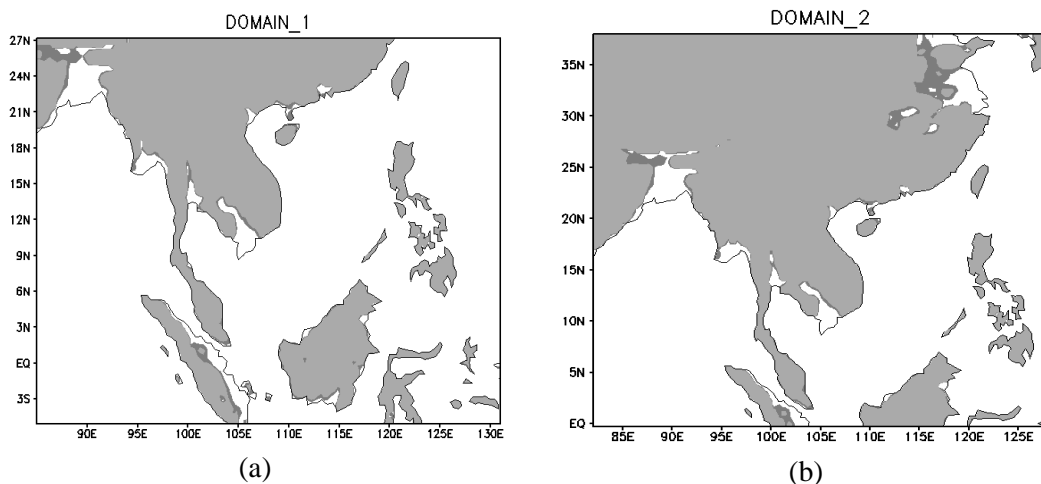 DOMAIN_1
27N
24N
21N
18N
15N
12N
9N
6N
3N
EQ
3S
90E 95E 100E 105E 110E 115E 120E 125E 130E
(a)
DOMAIN_2
35N
30N
25N
20N
15N
10N
5N
EQ
85E 90E 95E 100E 105E 110E 115E 120E 125E
(b)